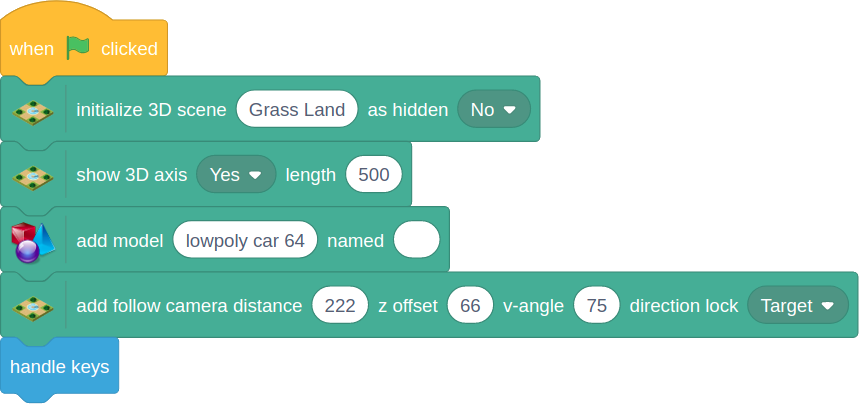 when clicked
initialize 3D scene Grass Land as hidden No
show 3D axis Yes length 500
add model lowpoly car 64 named
add follow camera distance 222 z offset 66 v-angle 75 direction lock Target
handle keys